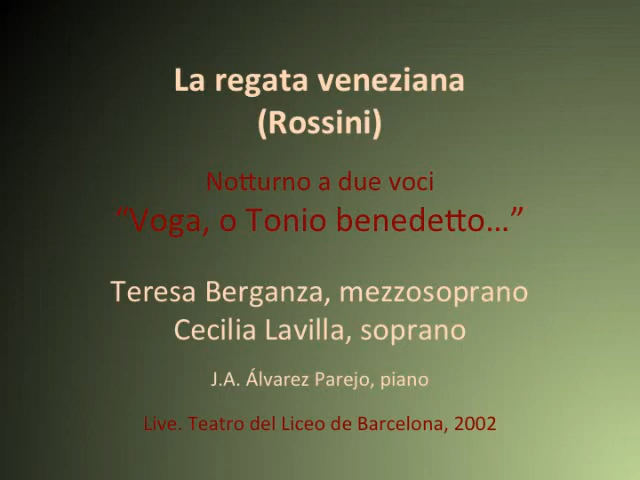 La regata veneziana
(Rossini)
Notturno a due voci
“Voga, o Tonio benedetto…”
Teresa Berganza, mezzosoprano
Cecilia Lavilla, soprano
J.A. Álvarez Parejo, piano
Live. Teatro del Liceo de Barcelona, 2002